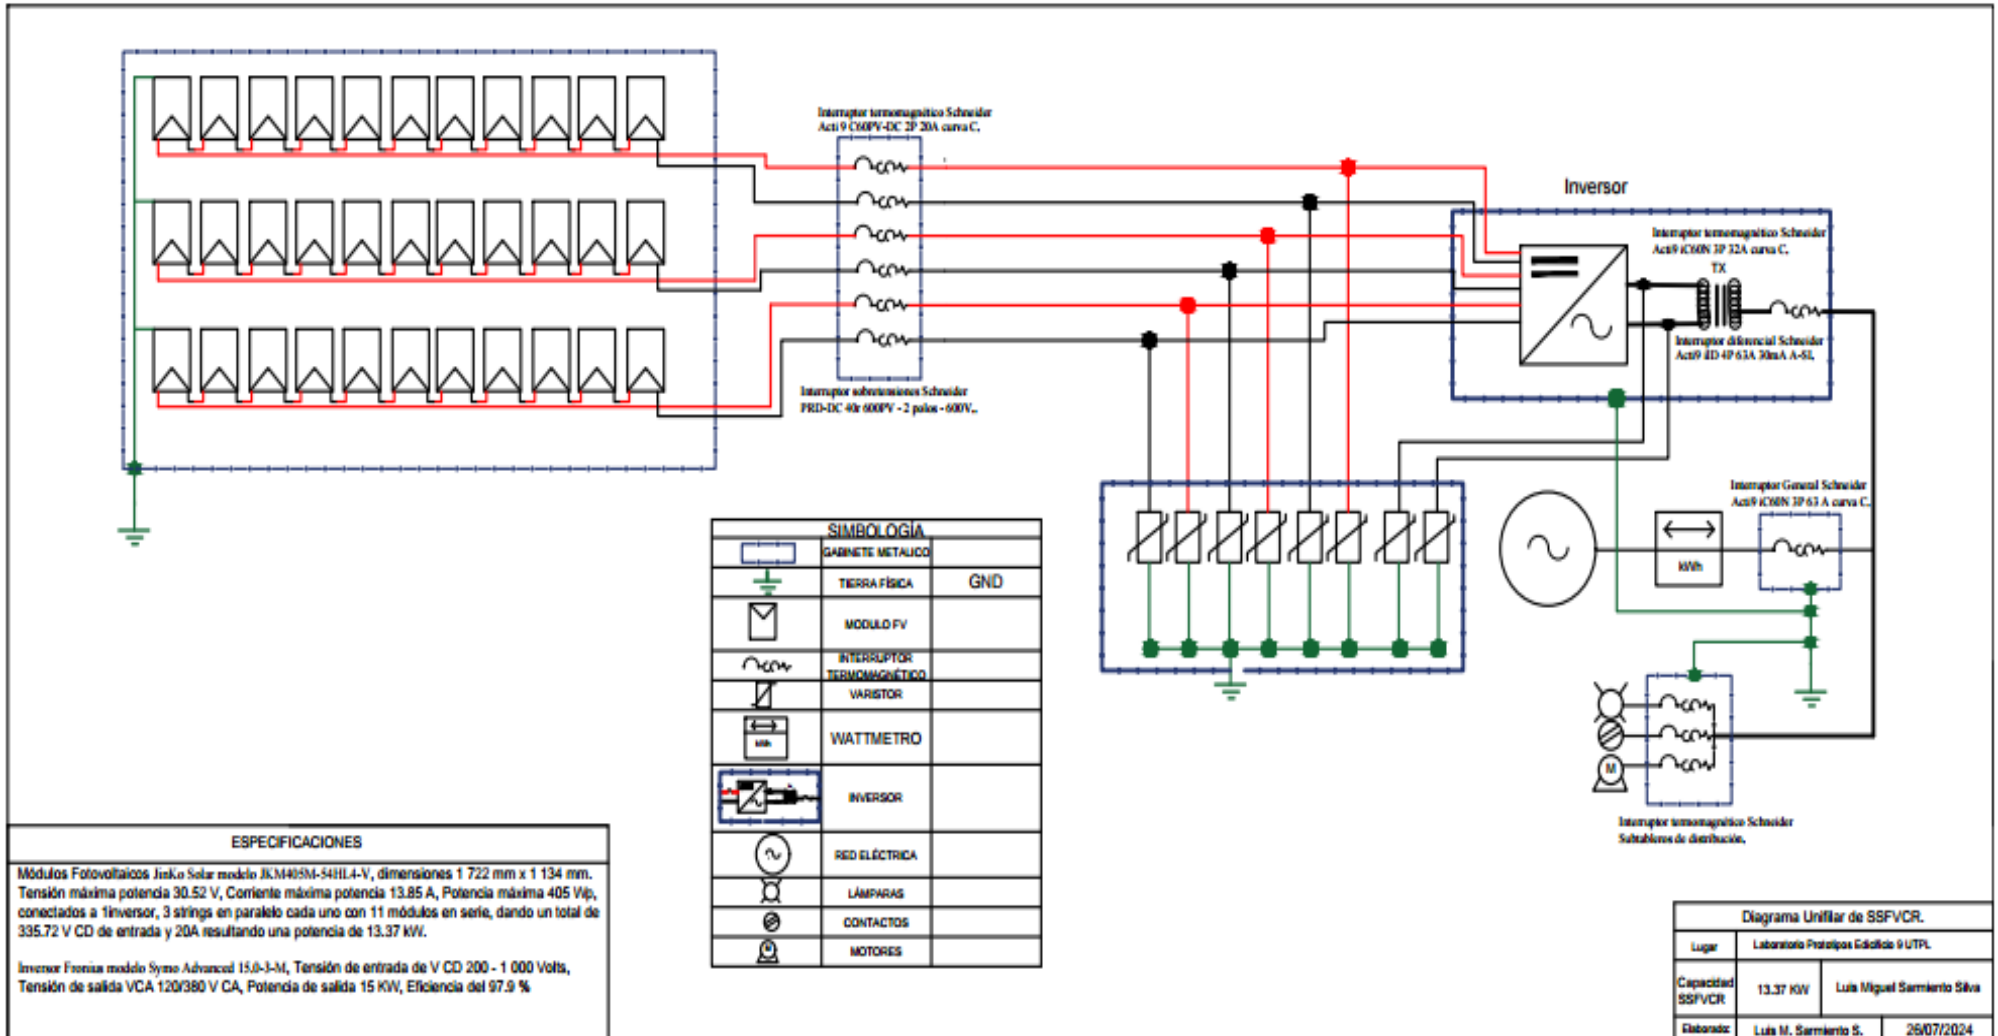 Interruptor termomagnético Schneider
Acti 9 C60PV-DC 2P 20A curva C.
Interruptor sobretensiones Schneider
PRD-DC 40r 600PV - 2 polos - 600V..
Inversor
Interruptor termomagnético Schneider
Acti9 iC60N 3P 32A curva C.
TX
Interruptor diferencial Schneider
Acti9 iID 4P 63A 30mA A-SI.
Interruptor General Schneider
Acti9 iC60N 3P 63 A curva C.
kWh
M
Interruptor termomagnético Schneider
Subtableros de distribución.
SIMBOLOGÍA
GABINETE METALICO
TIERRA FÍSICA GND
MODULO FV
INTERRUPTOR
TERMOMAGNÉTICO
VARISTOR
kWh
WATTMETRO
INVERSOR
RED ELÉCTRICA
LÁMPARAS
CONTACTOS
MOTORES
ESPECIFICACIONES
Módulos Fotovoltaicos JinKo Solar modelo JKM405M-54HL4-V, dimensiones 1 722 mm x 1 134 mm.
Tensión máxima potencia 30.52 V, Corriente máxima potencia 13.85 A, Potencia máxima 405 Wp,
conectados a 1inversor, 3 strings en paralelo cada uno con 11 módulos en serie, dando un total de
335.72 V CD de entrada y 20A resultando una potencia de 13.37 kW.
Inversor Fronius modelo Symo Advanced 15.0-3-M, Tensión de entrada de V CD 200 - 1 000 Volts,
Tensión de salida VCA 120/380 V CA, Potencia de salida 15 KW, Eficiencia del 97.9 %
Diagrama Unifilar de SSFVCR.
Lugar Laboratorio Prototipos Edicificio 9 UTPL
Capacidad
SSFVCR 13.37 KW Luis Miguel Sarmiento Silva
Elaborado: Luis M. Sarmiento S. 26/07/2024